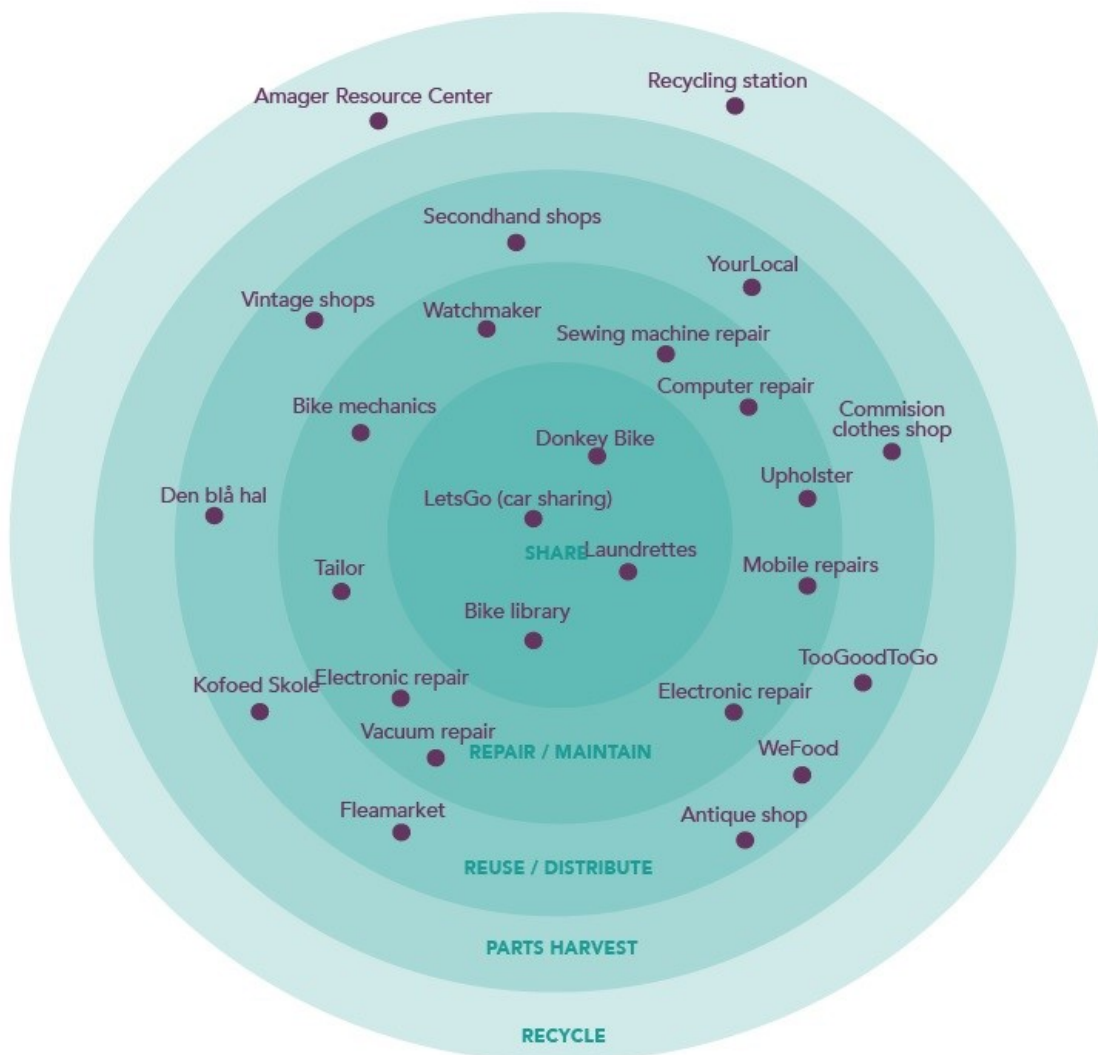 Recycling station
Amager Resource Center
Secondhand shops
YourLocal
Vintage shops
Watchmaker
Sewing machine repair
Computer repair
Bike mechanics
Commision
clothes shop
Donkey Bike
Upholster
Den blå hal
LetsGo (car sharing)
SHARE
Laundrettes
Tailor
Mobile repairs
Bike library
TooGoodToGo
Kofoed Skole
Electronic repair
Electronic repair
Vacuum repair
REPAIR / MAINTAIN
WeFood
Fleamarket
Antique shop
REUSE / DISTRIBUTE
PARTS HARVEST
RECYCLE